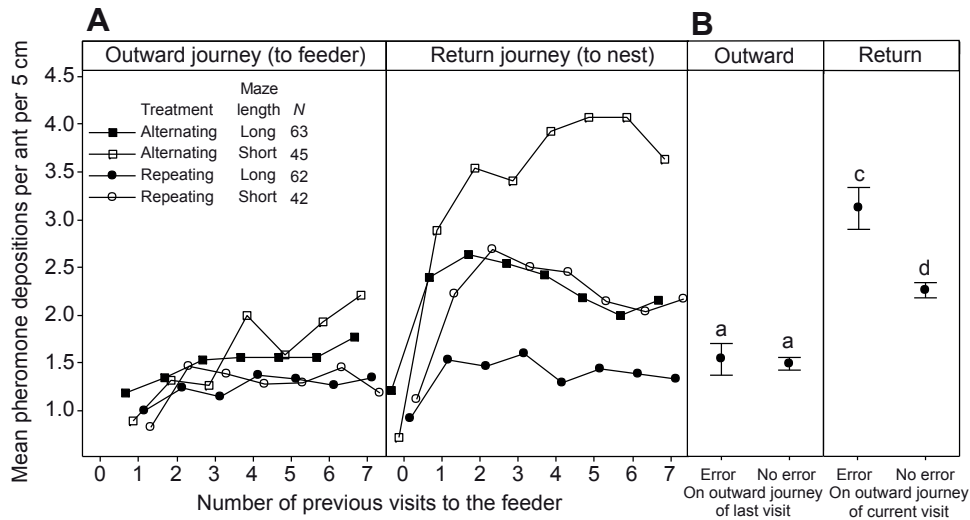 A
B
Outward journey (to feeder)
Return journey (to nest)
Outward
Return
Mean pheromone depositions per ant per 5 cm
4.5
4.0
3.5
3.0
2.5
2.0
1.5
1.0
Maze
Treatment length N
Alternating Long 63
Alternating Short 45
Repeating Long 62
Repeating Short 42
a
a
c
d
0 1 2 3 4 5 6 7
0 1 2 3 4 5 6 7
Number of previous visits to the feeder
Error No error
On outward journey
of last visit
Error No error
On outward journey
of current visit